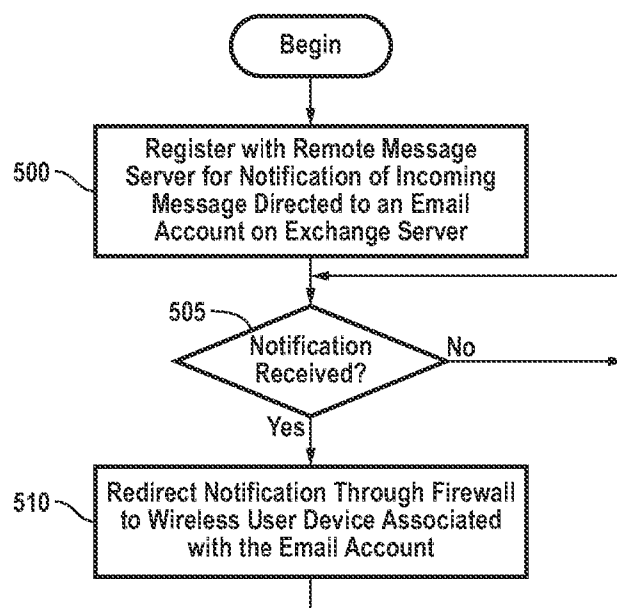 Begin
500
Register with Remote Message
Server for Notification of Incoming
Message Directed to an Email
Account on Exchange Server
505
Notification
Received?
No
Yes
510
Redirect Notification Through Firewall
to Wireless User Device Associated
with the Email Account